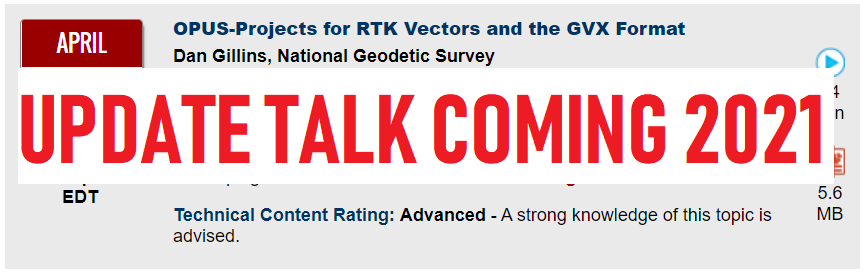 APRIL
OPUS-Projects for RTK Vectors and the GVX Format
Dan Gillins, National Geodetic Survey
UPDATE TALK COMING 2021
EDT
5.6
MB
Technical Content Rating: Advanced - A strong knowledge of this topic is
advised.